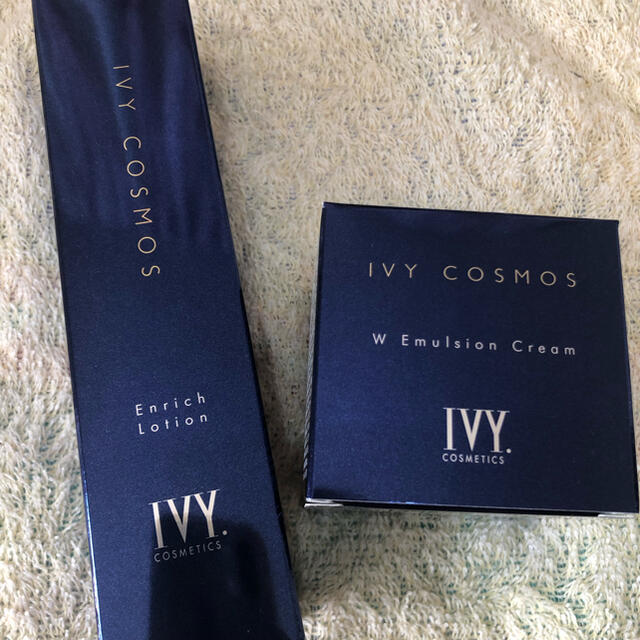 IVY COSMOS
Enrich
Lotion
IVY.
COSMETICS
IVY COSMOS
W Emulsion Cream
IVY.
COSMETICS